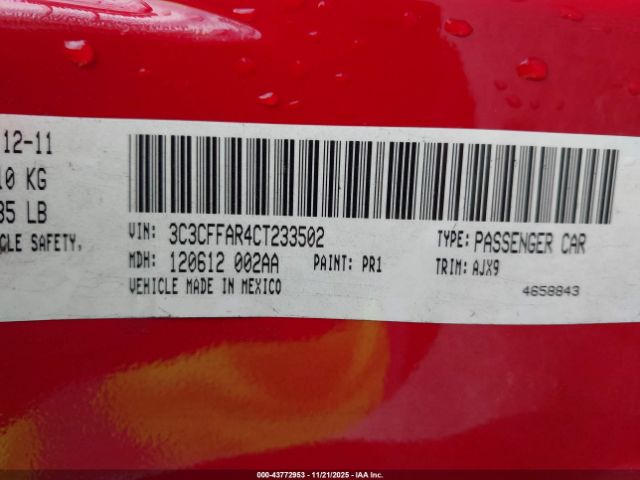 12-11
10 KG
35 LB
CLE SAFETY,
VIN: 3C3CFFAR4CT233502
TYPE: PASSENGER CAR
MDH: 120612 002AA PAINT: PR1
TRIM: AJX9
VEHICLE MADE IN MEXICO
4658843
000-43772953 | 11/21/2025 | IAA Inc.